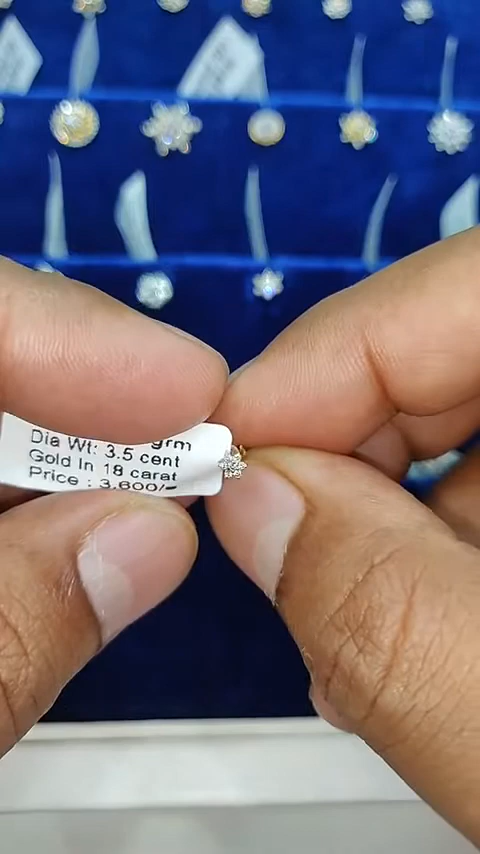 grm
Dia Wt: 3.5 cent
Gold In 18 carat
Price : 3,600/-